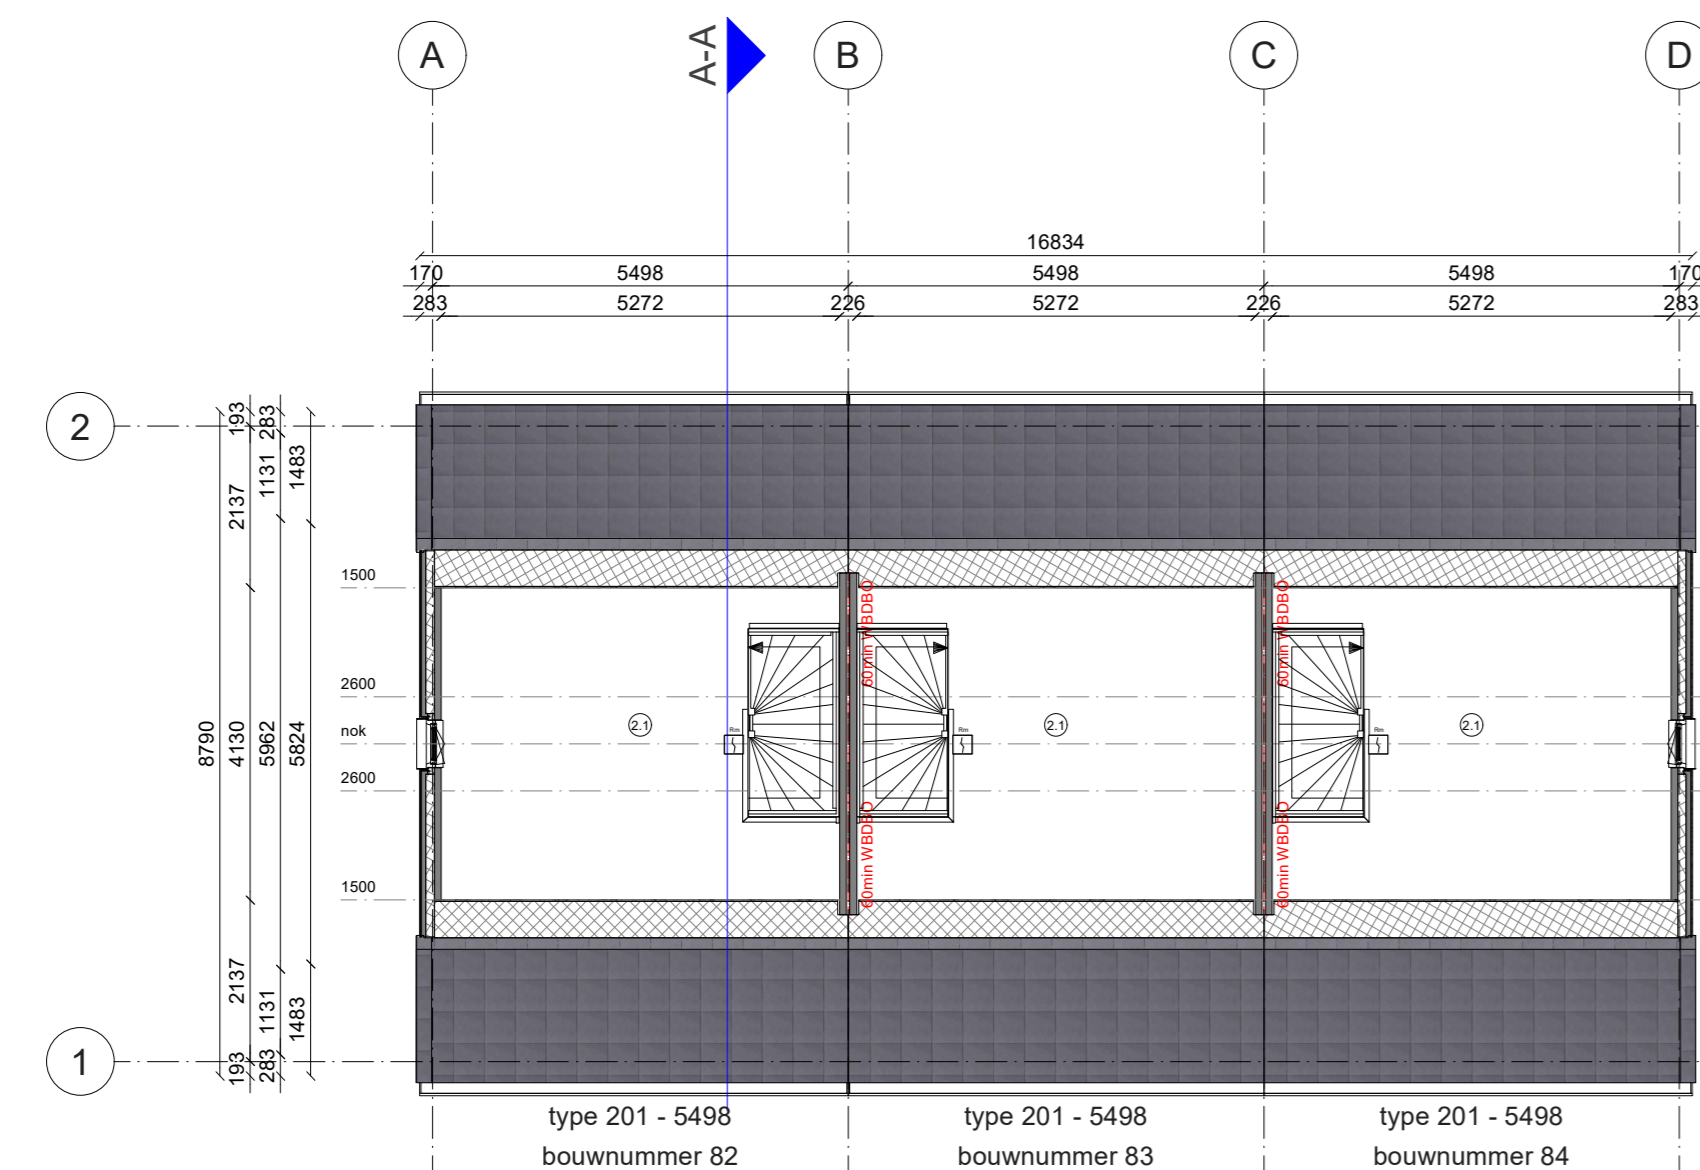 A
A-A
B
C
D
16834
170 5498 5498 5498 170
283 5272 226 5272 226 5272 283
2
193
2137
4130
2137
193
283
1131
5962
1131
283
1483
5824
1483
8790
1500
2600
nok
2600
1500
60min WBDBO
60min WBDBO
60min WBDBO
60min WBDBO
2.1
Rm
2.1
Rm
2.1
Rm
1
type 201 - 5498
bouwnummer 82
type 201 - 5498
bouwnummer 83
type 201 - 5498
bouwnummer 84